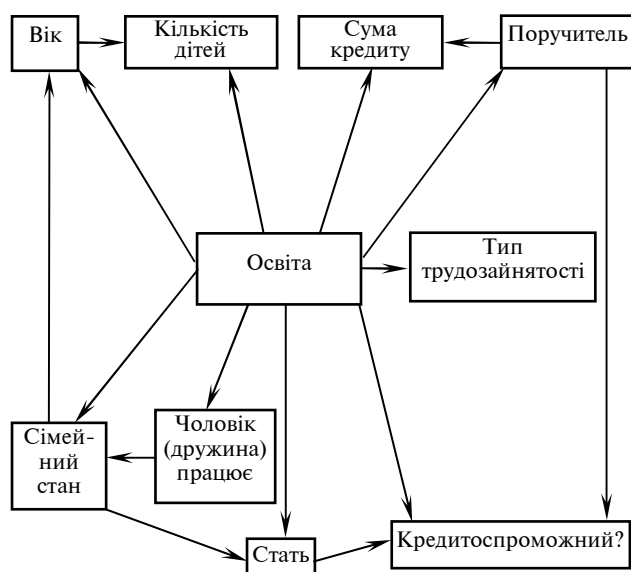 Вік
Кількість
дітей
Сума
кредиту
Поручитель
Освіта
Тип
трудозайнятості
Сімей-
ний
стан
Чоловік
(дружина)
працює
Стать
Кредитоспроможний?